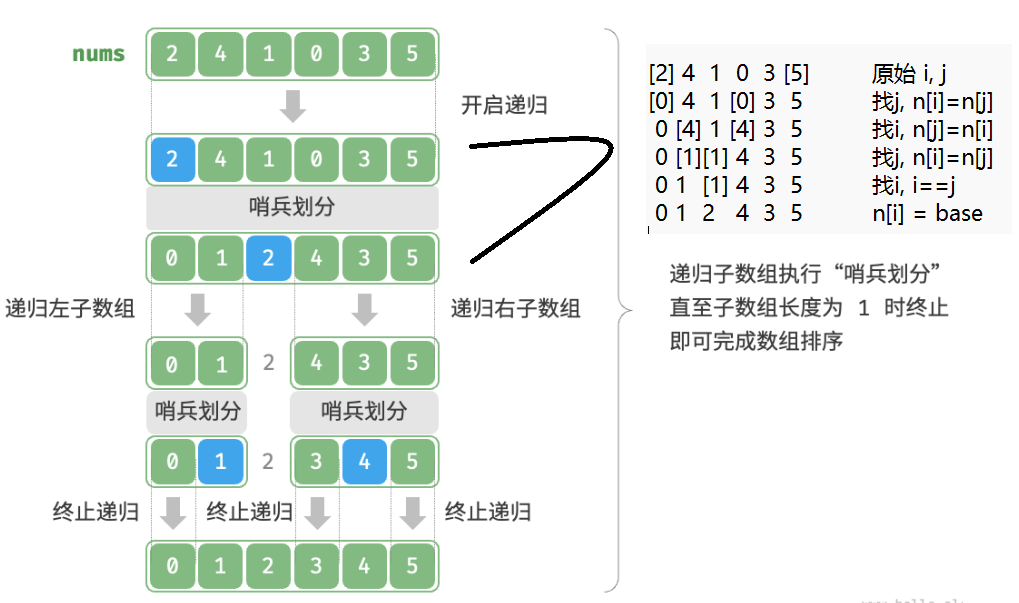 nums 2 4 1 0 3 5
开启递归
2 4 1 0 3 5
哨兵划分
0 1 2 4 3 5
递归左子数组 递归右子数组
0 1 2 4 3 5
哨兵划分 哨兵划分
0 1 2 3 4 5
终止递归 终止递归 终止递归
0 1 2 3 4 5
[2] 4 1 0 3 [5] 原始 i, j
[0] 4 1 [0] 3 5 找j, n[i]=n[j]
0 [4] 1 [4] 3 5 找i, n[j]=n[i]
0 [1][1] 4 3 5 找j, n[i]=n[j]
0 1 [1] 4 3 5 找i, i==j
0 1 2 4 3 5 n[i] = base
递归子数组执行“哨兵划分”
直至子数组长度为 1 时终止
即可完成数组排序